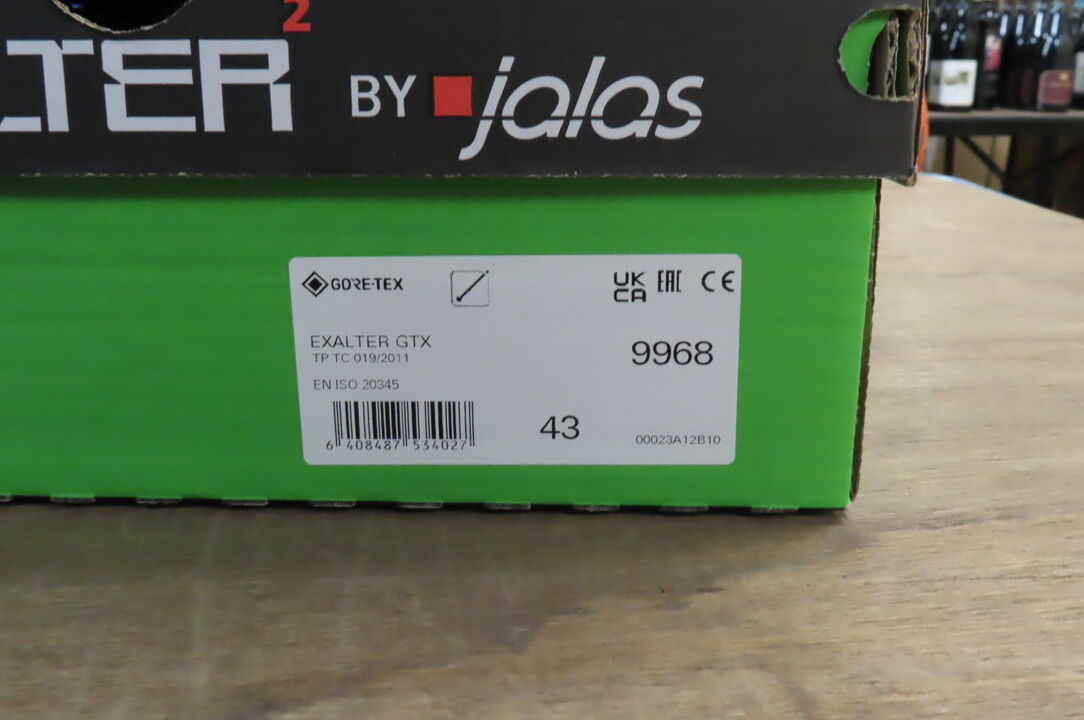 LTER²
BY jalas
GORE-TEX
UK CA EAC CE
EXALTER GTX
TP TC 019/2011
9968
EN ISO 20345
6 408487 534027
43
00023A12B10